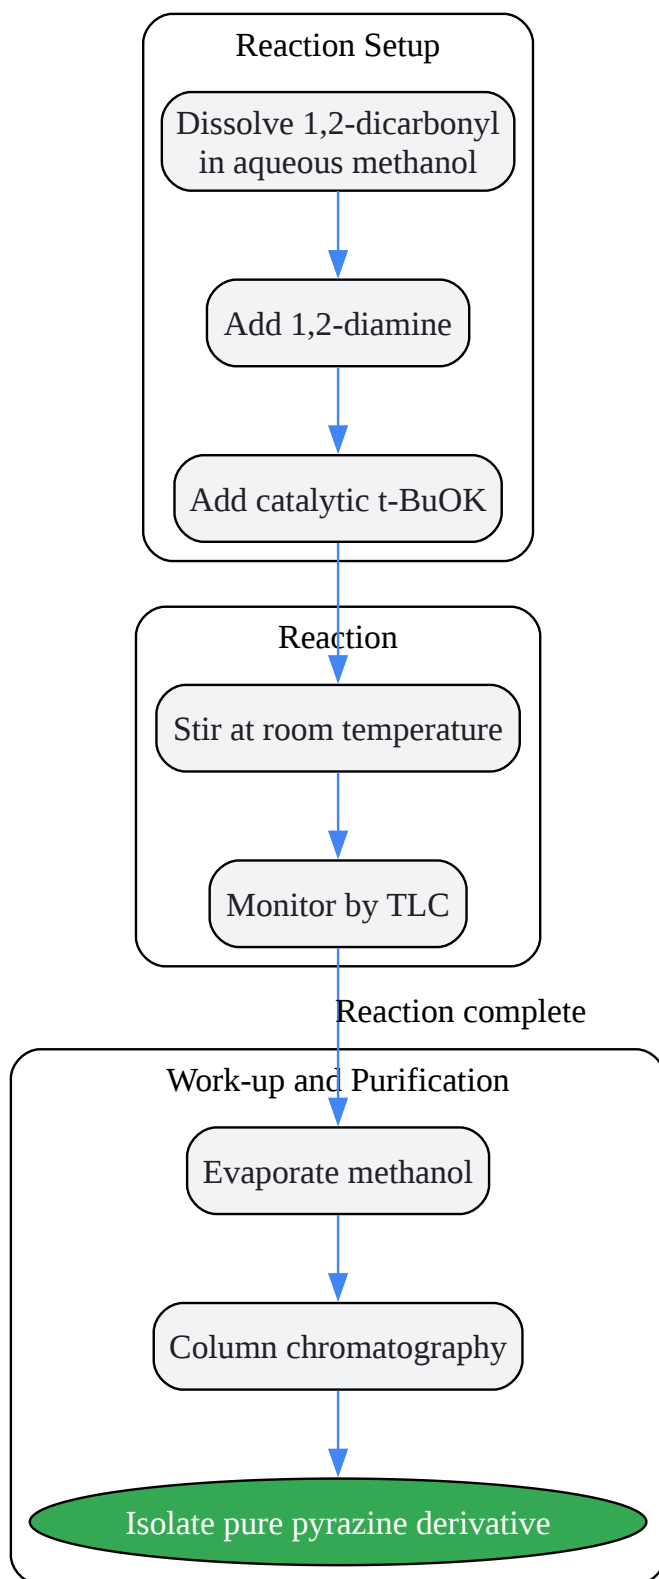 Reaction Setup
Dissolve 1,2-dicarbonyl
in aqueous methanol
Add 1,2-diamine
Add catalytic t-BuOK
Reaction
Stir at room temperature
Monitor by TLC
Reaction complete
Work-up and Purification
Evaporate methanol
Column chromatography
Isolate pure pyrazine derivative